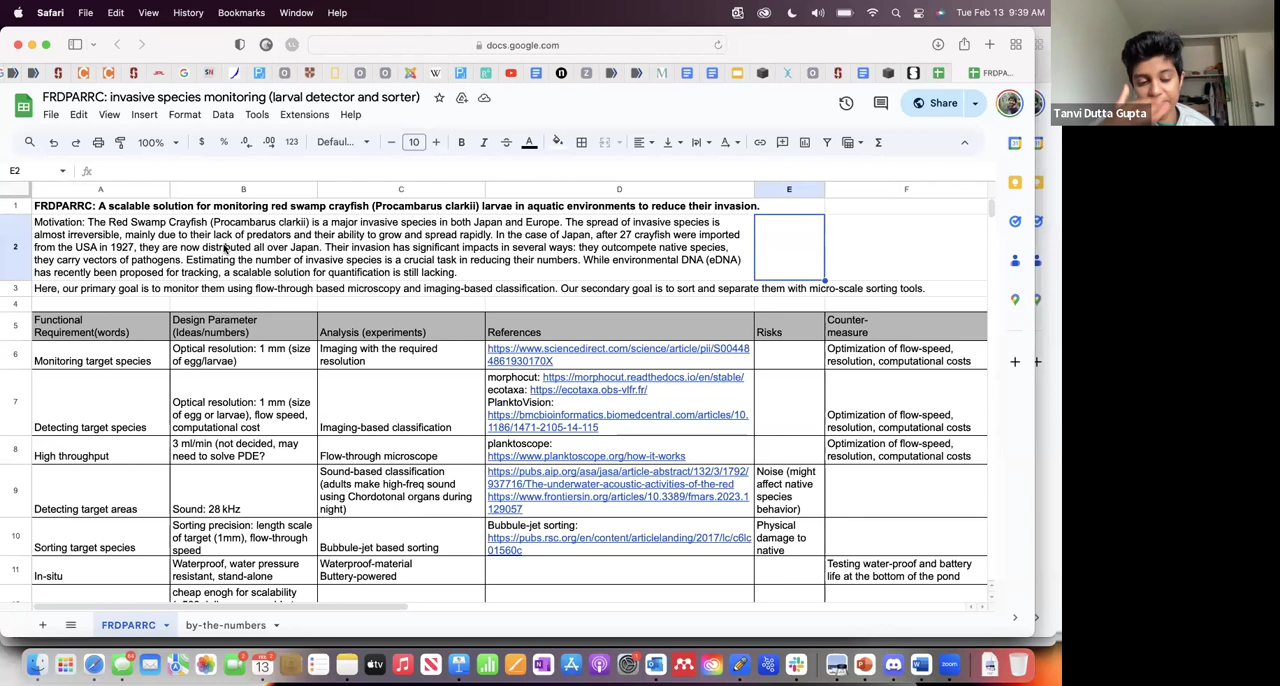 Safari File Edit View History Bookmarks Window Help Tue Feb 13 9:39 AM
docs.google.com
FRDPA...
FRDPARRC: invasive species monitoring (larval detector and sorter)
File Edit View Insert Format Data Tools Extensions Help
Share
Tanvi Dutta Gupta
100% $ % .0 .00 123 Defaul... 10 B
E2
A B C D E F
1 FRDPARRC: A scalable solution for monitoring red swamp crayfish (Procambarus clarkii) larvae in aquatic environments to reduce their invasion.
Motivation: The Red Swamp Crayfish (Procambarus clarkii) is a major invasive species in both Japan and Europe. The spread of invasive species is
almost irreversible, mainly due to their lack of predators and their ability to grow and spread rapidly. In the case of Japan, after 27 crayfish were imported
2 from the USA in 1927, they are now distributed all over Japan. Their invasion has significant impacts in several ways: they outcompete native species,
they carry vectors of pathogens. Estimating the number of invasive species is a crucial task in reducing their numbers. While environmental DNA (eDNA)
has recently been proposed for tracking, a scalable solution for quantification is still lacking.
3 Here, our primary goal is to monitor them using flow-through based microscopy and imaging-based classification. Our secondary goal is to sort and separate them with micro-scale sorting tools.
4
5
Functional
Requirement(words)
Design Parameter
(Ideas/numbers)
Analysis (experiments)
References
Risks
Counter-
measure
6
Monitoring target species
Optical resolution: 1 mm (size
of egg/larvae)
Imaging with the required
resolution
https://www.sciencedirect.com/science/article/pii/S00448
4861930170X
Optimization of flow-speed,
resolution, computational costs
7
Detecting target species
Optical resolution: 1 mm (size
of egg or larvae), flow speed,
computational cost
Imaging-based classification
morphocut: https://morphocut.readthedocs.io/en/stable/
ecotaxa: https://ecotaxa.obs-vlfr.fr/
PlanktoVision:
https://bmcbioinformatics.biomedcentral.com/articles/10.
1186/1471-2105-14-115
Optimization of flow-speed,
resolution, computational costs
8
High throughput
3 ml/min (not decided, may
need to solve PDE?
Flow-through microscope
planktoscope:
https://www.planktoscope.org/how-it-works
Optimization of flow-speed,
resolution, computational costs
9
Detecting target areas
Sound: 28 kHz
Sound-based classification
(adults make high-freq sound
using Chordotonal organs during
night)
https://pubs.aip.org/asa/jasa/article-abstract/132/3/1792/
937716/The-underwater-acoustic-activities-of-the-red
https://www.frontiersin.org/articles/10.3389/fmars.2023.1
129057
Noise (might
affect native
species
behavior)
10
Sorting target species
Sorting precision: length scale
of target (1mm), flow-through
speed
Bubbule-jet based sorting
Bubbule-jet sorting:
https://pubs.rsc.org/en/content/articlelanding/2017/lc/c6lc
01560c
Physical
damage to
native
11
In-situ
Waterproof, water pressure
resistant, stand-alone
Waterproof-material
Buttery-powered
Testing water-proof and battery
life at the bottom of the pond
cheap enogh for scalability
FRDPARRC by-the-numbers